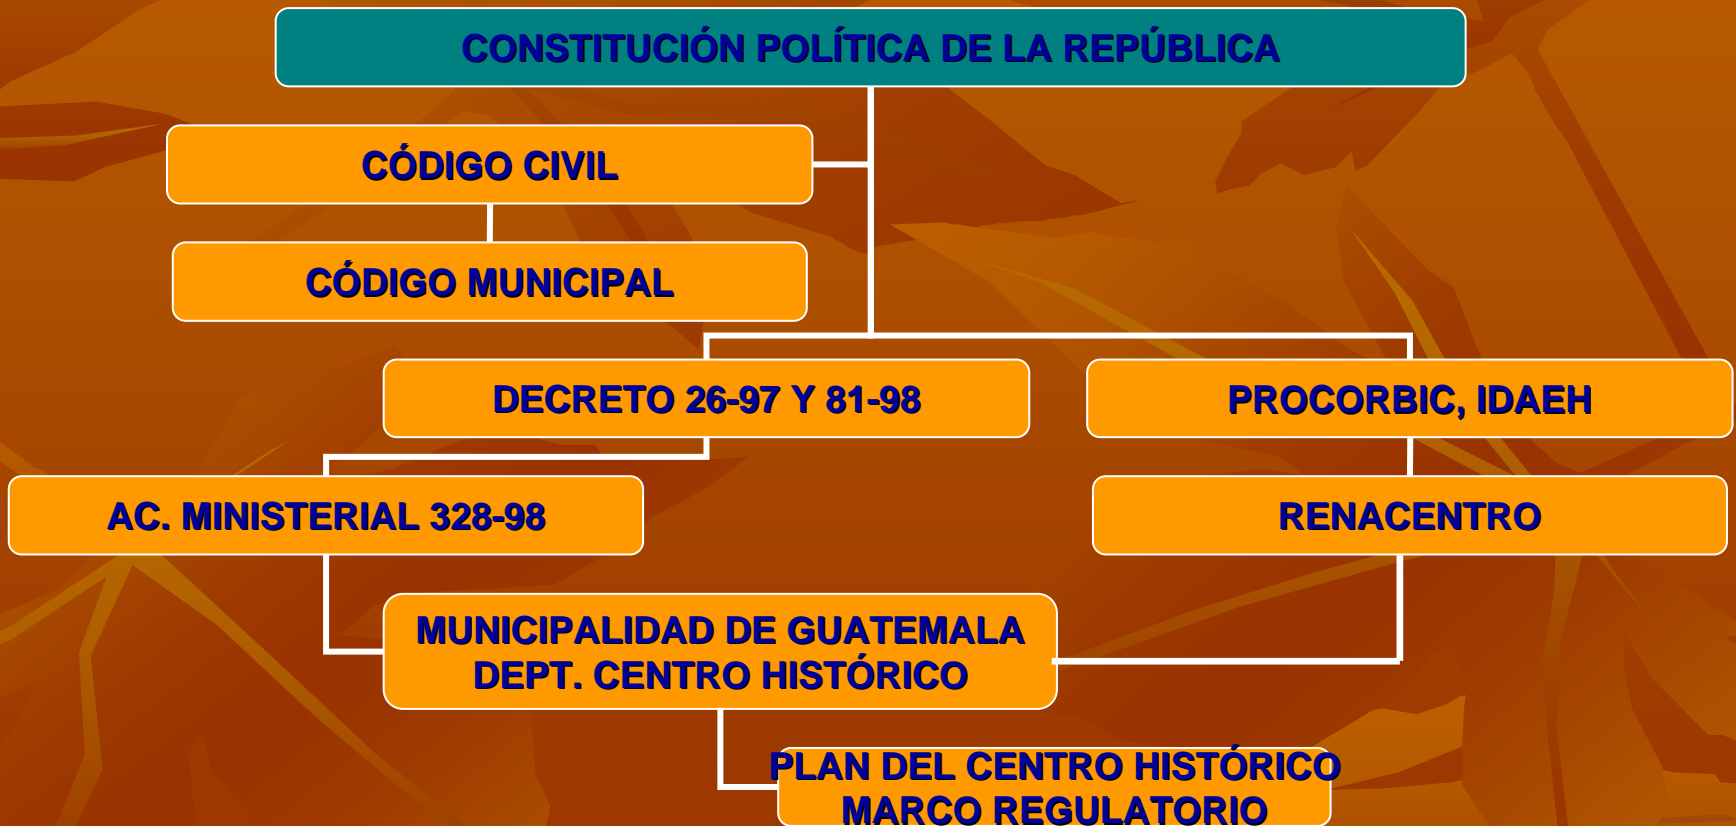 CONSTITUCIÓN POLÍTICA DE LA REPÚBLICA
CÓDIGO CIVIL
CÓDIGO MUNICIPAL
DECRETO 26-97 Y 81-98
PROCORBIC, IDAEH
AC. MINISTERIAL 328-98
RENACENTRO
MUNICIPALIDAD DE GUATEMALA
DEPT. CENTRO HISTÓRICO
PLAN DEL CENTRO HISTÓRICO
MARCO REGULATORIO